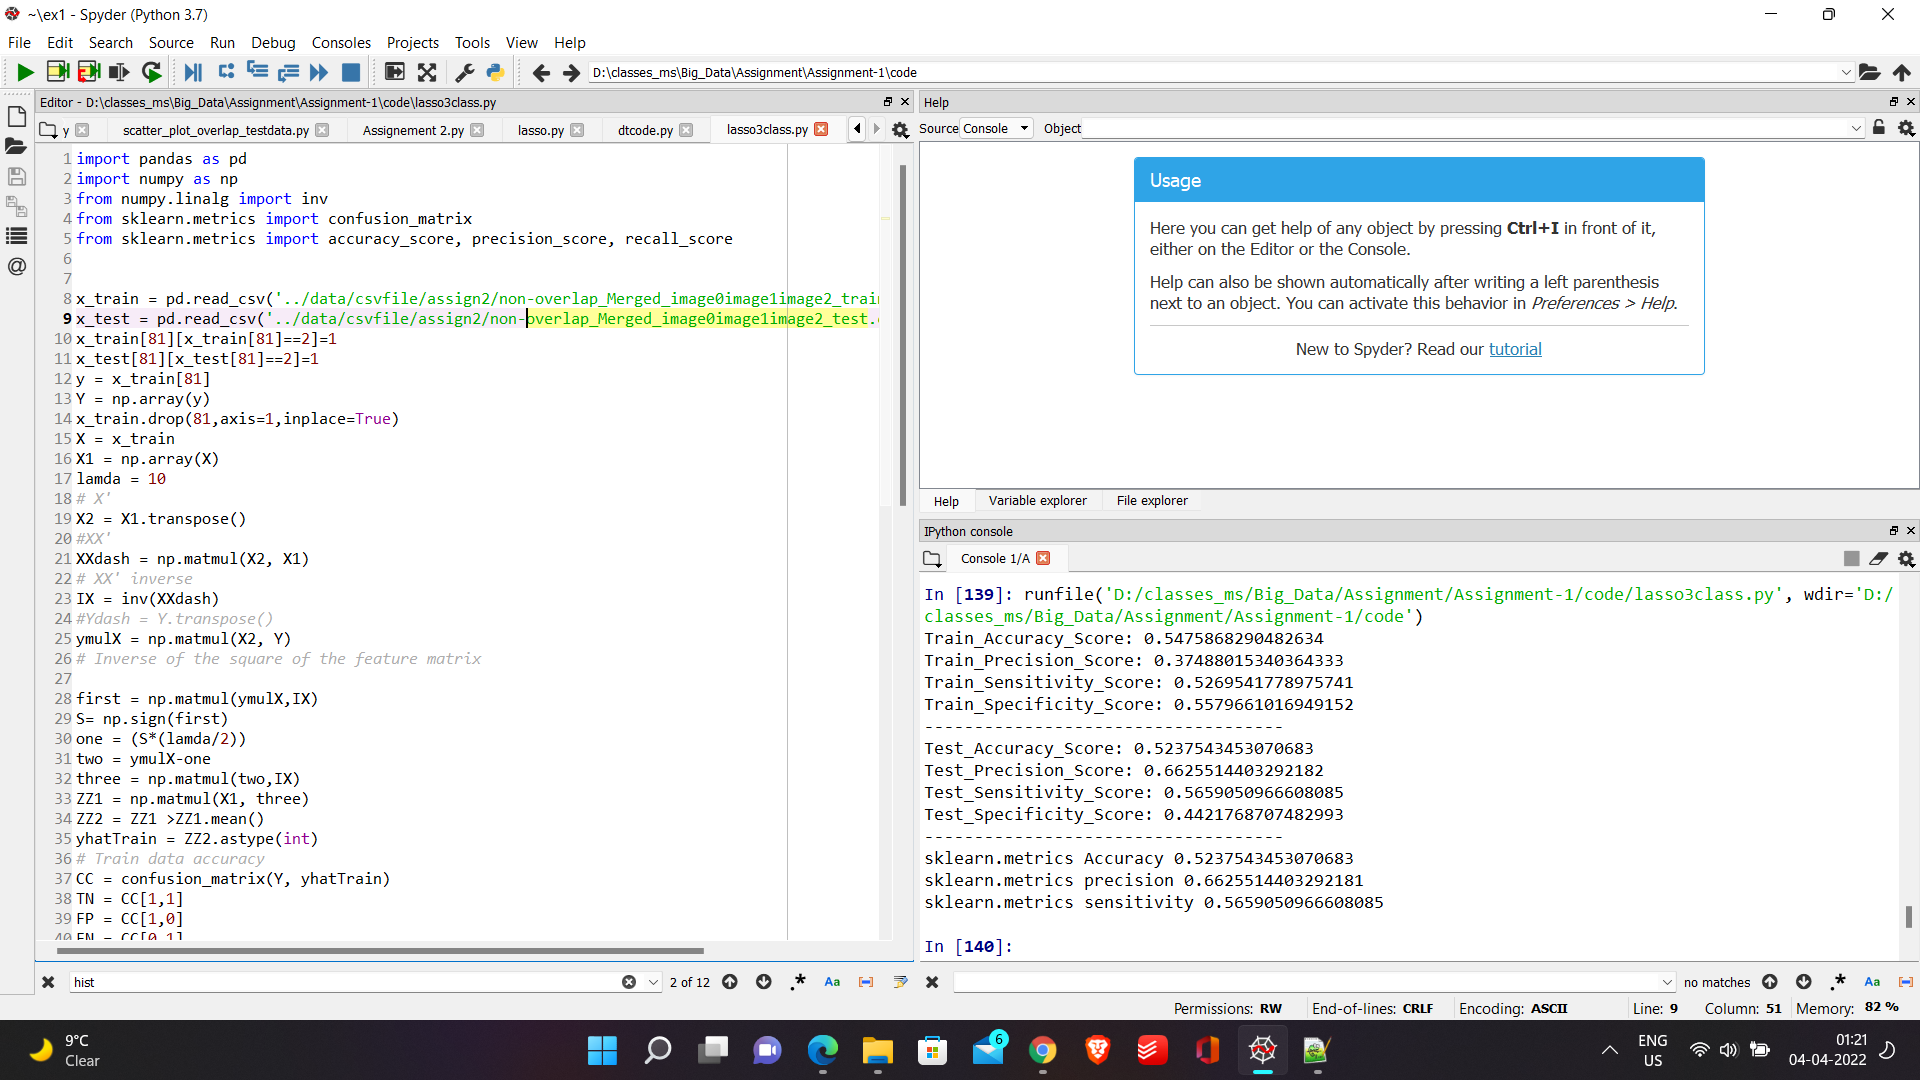 ~\ex1 - Spyder (Python 3.7)
File Edit Search Source Run Debug Consoles Projects Tools View Help
D:\classes_ms\Big_Data\Assignment\Assignment-1\code
Editor - D:\classes_ms\Big_Data\Assignment\Assignment-1\code\lasso3class.py
y scatter_plot_overlap_testdata.py Assignement 2.py lasso.py dtcode.py lasso3class.py
1 import pandas as pd
2 import numpy as np
3 from numpy.linalg import inv
4 from sklearn.metrics import confusion_matrix
5 from sklearn.metrics import accuracy_score, precision_score, recall_score
6
7
8 x_train = pd.read_csv('../data/csvfile/assign2/non-overlap_Merged_image0image1image2_train
9 x_test = pd.read_csv('../data/csvfile/assign2/non-overlap_Merged_image0image1image2_test.
10 x_train[81][x_train[81]==2]=1
11 x_test[81][x_test[81]==2]=1
12 y = x_train[81]
13 Y = np.array(y)
14 x_train.drop(81,axis=1,inplace=True)
15 X = x_train
16 X1 = np.array(X)
17 lamda = 10
18 # X'
19 X2 = X1.transpose()
20 #XX'
21 XXdash = np.matmul(X2, X1)
22 # XX' inverse
23 IX = inv(XXdash)
24 #Ydash = Y.transpose()
25 ymulX = np.matmul(X2, Y)
26 # Inverse of the square of the feature matrix
27
28 first = np.matmul(ymulX,IX)
29 S= np.sign(first)
30 one = (S*(lamda/2))
31 two = ymulX-one
32 three = np.matmul(two,IX)
33 ZZ1 = np.matmul(X1, three)
34 ZZ2 = ZZ1 >ZZ1.mean()
35 yhatTrain = ZZ2.astype(int)
36 # Train data accuracy
37 CC = confusion_matrix(Y, yhatTrain)
38 TN = CC[1,1]
39 FP = CC[1,0]
40 FN = CC[0,1]
hist 2 of 12 .* Aa
Help
Source Console Object
Usage
Here you can get help of any object by pressing Ctrl+I in front of it,
either on the Editor or the Console.
Help can also be shown automatically after writing a left parenthesis
next to an object. You can activate this behavior in Preferences > Help.
New to Spyder? Read our tutorial
Help Variable explorer File explorer
IPython console
Console 1/A
In [139]: runfile('D:/classes_ms/Big_Data/Assignment/Assignment-1/code/lasso3class.py', wdir='D:/
classes_ms/Big_Data/Assignment/Assignment-1/code')
Train_Accuracy_Score: 0.5475868290482634
Train_Precision_Score: 0.37488015340364333
Train_Sensitivity_Score: 0.5269541778975741
Train_Specificity_Score: 0.5579661016949152
------------------------------------
Test_Accuracy_Score: 0.5237543453070683
Test_Precision_Score: 0.6625514403292182
Test_Sensitivity_Score: 0.5659050966608085
Test_Specificity_Score: 0.4421768707482993
------------------------------------
sklearn.metrics Accuracy 0.5237543453070683
sklearn.metrics precision 0.6625514403292181
sklearn.metrics sensitivity 0.5659050966608085
In [140]:
no matches .* Aa
Permissions: RW End-of-lines: CRLF Encoding: ASCII Line: 9 Column: 51 Memory: 82 %
9°C
Clear
6
ENG
US
01:21
04-04-2022